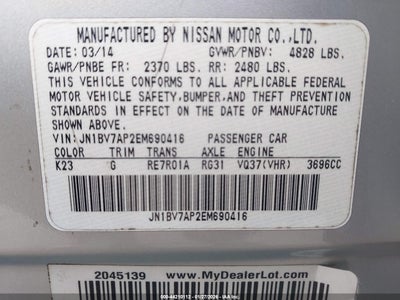 MANUFACTURED BY NISSAN MOTOR CO.,LTD.
DATE: 03/14 GVWR/PNBV: 4828 LBS.
GAWR/PNBE FR: 2370 LBS. RR: 2480 LBS.
THIS VEHICLE CONFORMS TO ALL APPLICABLE FEDERAL
MOTOR VEHICLE SAFETY, BUMPER, AND THEFT PREVENTION
STANDARDS IN EFFECT ON THE DATE OF MANUFACTURE
SHOWN ABOVE.
VIN: JN1BV7AP2EM690416 PASSENGER CAR
COLOR TRIM TRANS AXLE ENGINE
K23 G RE7R01A RG31 VQ37(VHR) 3696CC
JN1BV7AP2EM690416
2045139 www.MyDealerLot.com